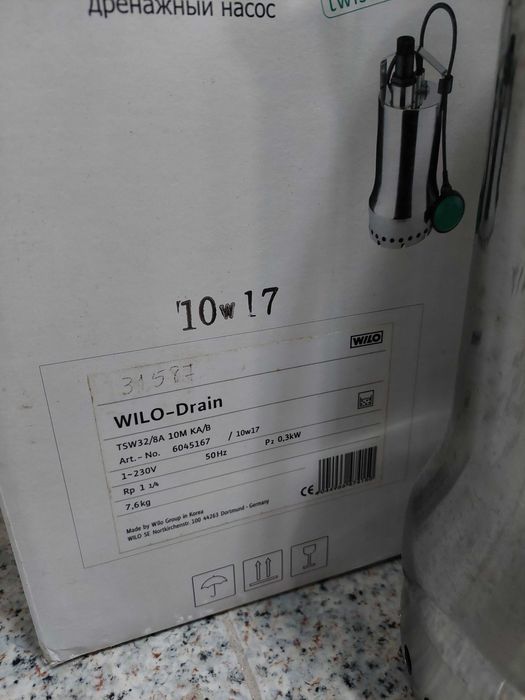 дренажный насос
10w17
WILO
31587
WILO-Drain
TSW32/8A 10M KA/B
Art.- No. 6045167 / 10w17
1~230V 50Hz P2 0,3kW
Rp 1 1/4
7,6kg
Made by Wilo Group in Korea
WILO SE Nortkirchenstr. 100 44263 Dortmund - Germany
CE